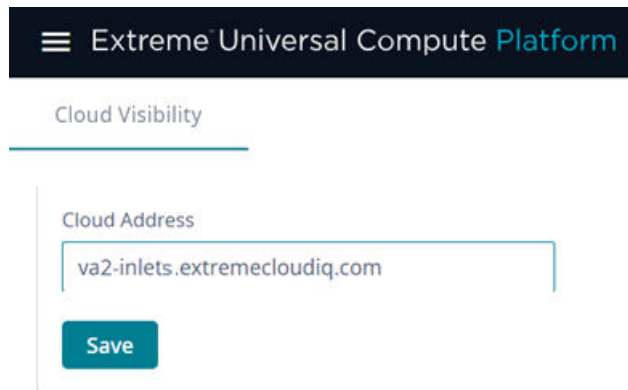 Extreme Universal Compute Platform
Cloud Visibility
Cloud Address
va2-inlets.extremecloudiq.com
Save